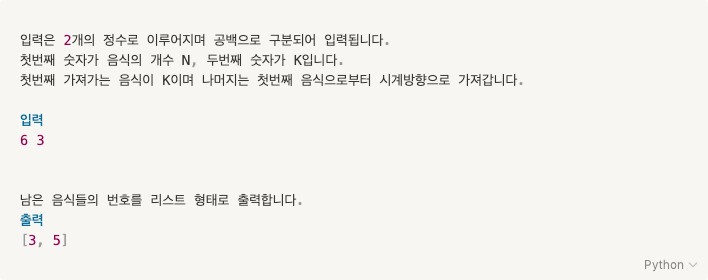 입력은 2개의 정수로 이루어지며 공백으로 구분되어 입력됩니다.
첫번째 숫자가 음식의 개수 N, 두번째 숫자가 K입니다.
첫번째 가져가는 음식이 K이며 나머지는 첫번째 음식으로부터 시계방향으로 가져갑니다.
입력
6 3
남은 음식들의 번호를 리스트 형태로 출력합니다.
출력
[3, 5]
Python